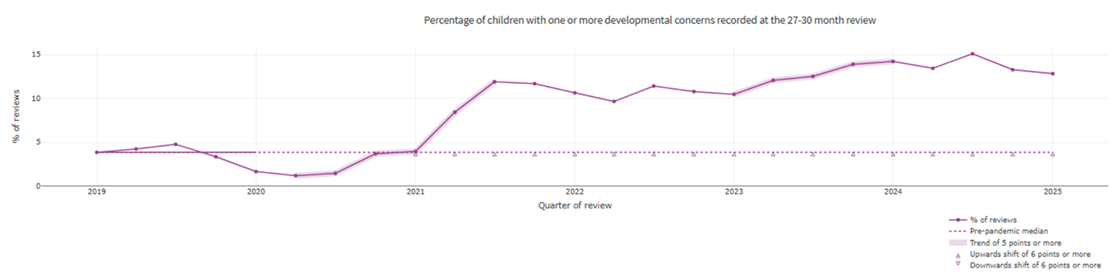 Percentage of children with one or more developmental concerns recorded at the 27-30 month review
15
10
5
0
% of reviews
2019 2020 2021 2022 2023 2024 2025
Quarter of review
% of reviews
Pre-pandemic median
Trend of 5 points or more
Upwards shift of 6 points or more
Downwards shift of 6 points or more